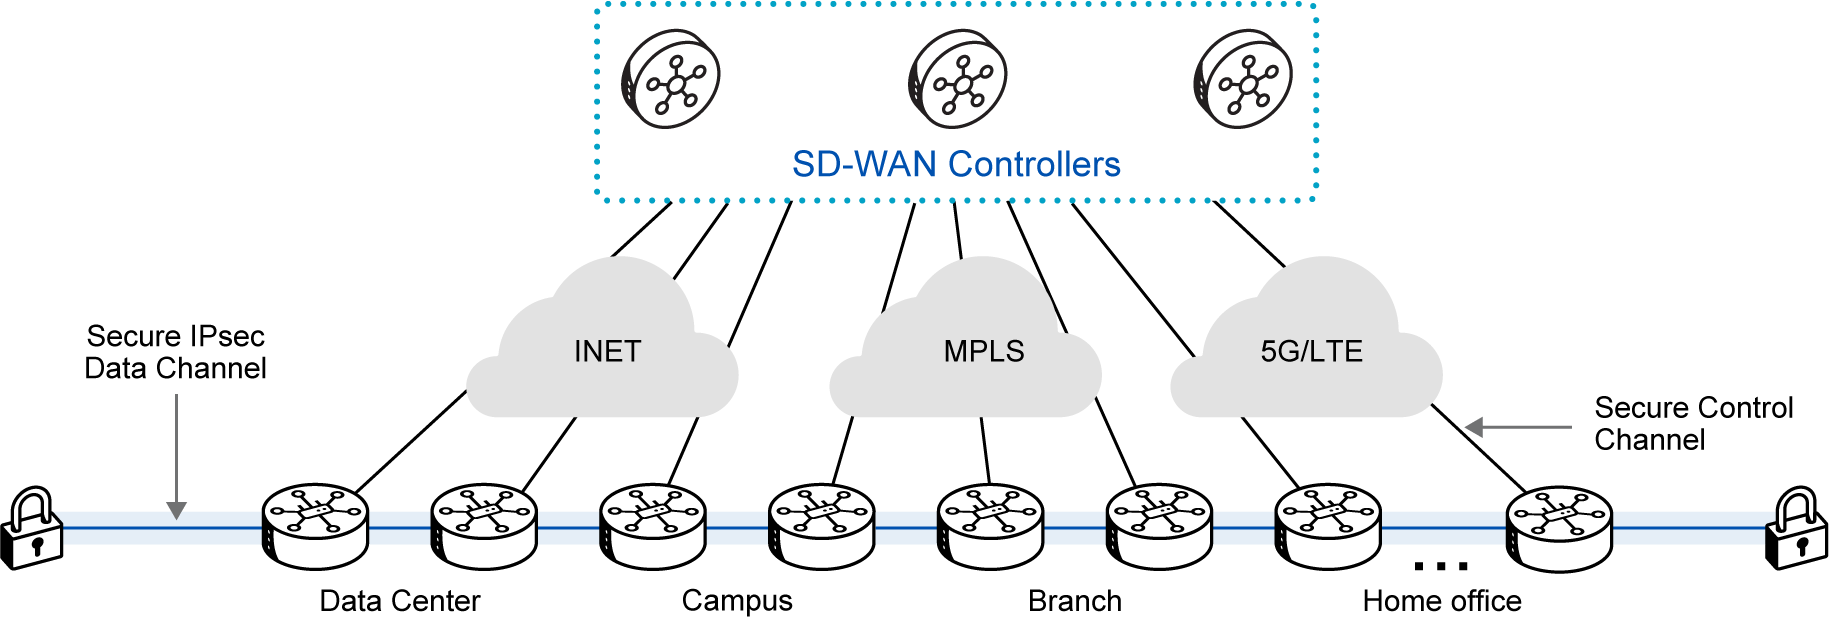 SD-WAN Controllers
INET
MPLS
5G/LTE
Secure IPsec
Data Channel
Secure Control
Channel
Data Center
Campus
Branch
Home office